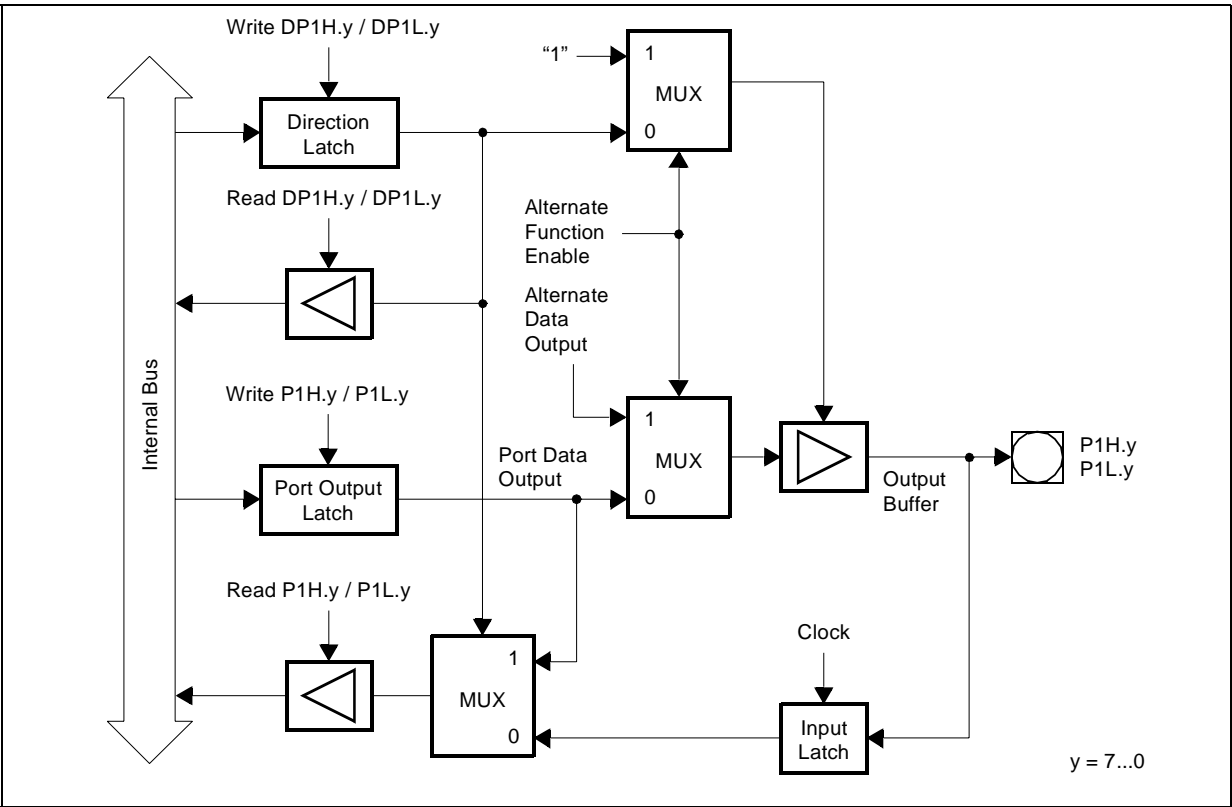 Write DP1H.y / DP1L.y
“1”
1
MUX
0
Direction
Latch
Read DP1H.y / DP1L.y
Alternate
Function
Enable
Alternate
Data
Output
Internal Bus
Write P1H.y / P1L.y
1
MUX
0
Port Data
Output
Port Output
Latch
Output
Buffer
P1H.y
P1L.y
Read P1H.y / P1L.y
Clock
1
MUX
0
Input
Latch
y = 7...0